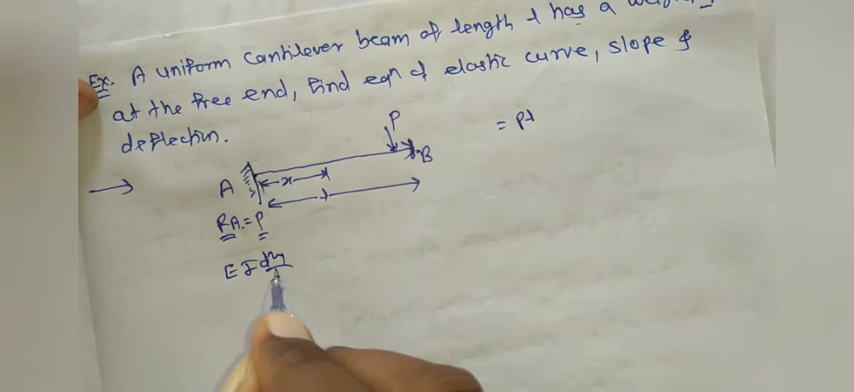 Ex. A uniform cantilever beam of length l has a
at the free end, find eqn of elastic curve, slope &
deflection.
P
= Pl
B
A
x
l
RA = P
EI d²y